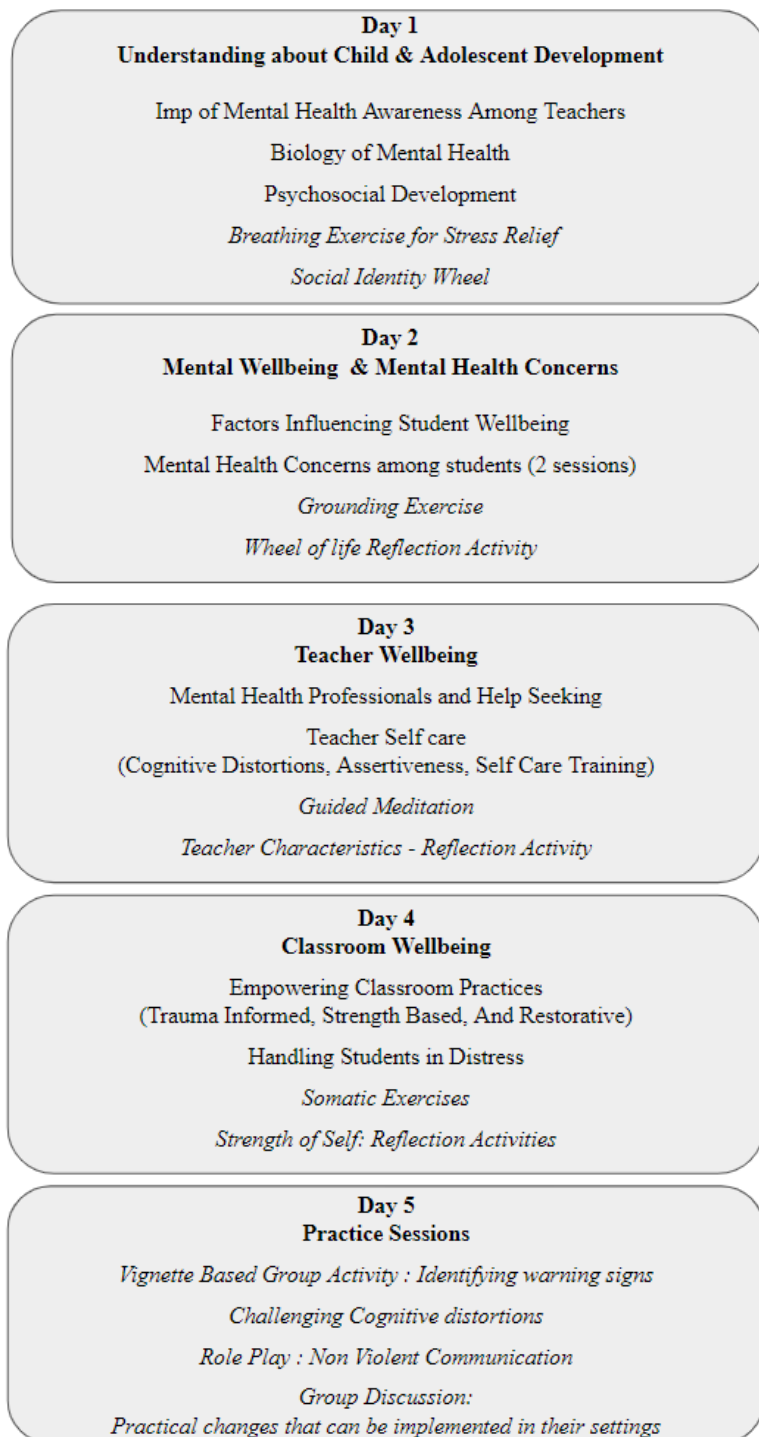 Day 1
Understanding about Child & Adolescent Development
Imp of Mental Health Awareness Among Teachers
Biology of Mental Health
Psychosocial Development
Breathing Exercise for Stress Relief
Social Identity Wheel
Day 2
Mental Wellbeing & Mental Health Concerns
Factors Influencing Student Wellbeing
Mental Health Concerns among students (2 sessions)
Grounding Exercise
Wheel of life Reflection Activity
Day 3
Teacher Wellbeing
Mental Health Professionals and Help Seeking
Teacher Self care
(Cognitive Distortions, Assertiveness, Self Care Training)
Guided Meditation
Teacher Characteristics - Reflection Activity
Day 4
Classroom Wellbeing
Empowering Classroom Practices
(Trauma Informed, Strength Based, And Restorative)
Handling Students in Distress
Somatic Exercises
Strength of Self: Reflection Activities
Day 5
Practice Sessions
Vignette Based Group Activity : Identifying warning signs
Challenging Cognitive distortions
Role Play : Non Violent Communication
Group Discussion:
Practical changes that can be implemented in their settings